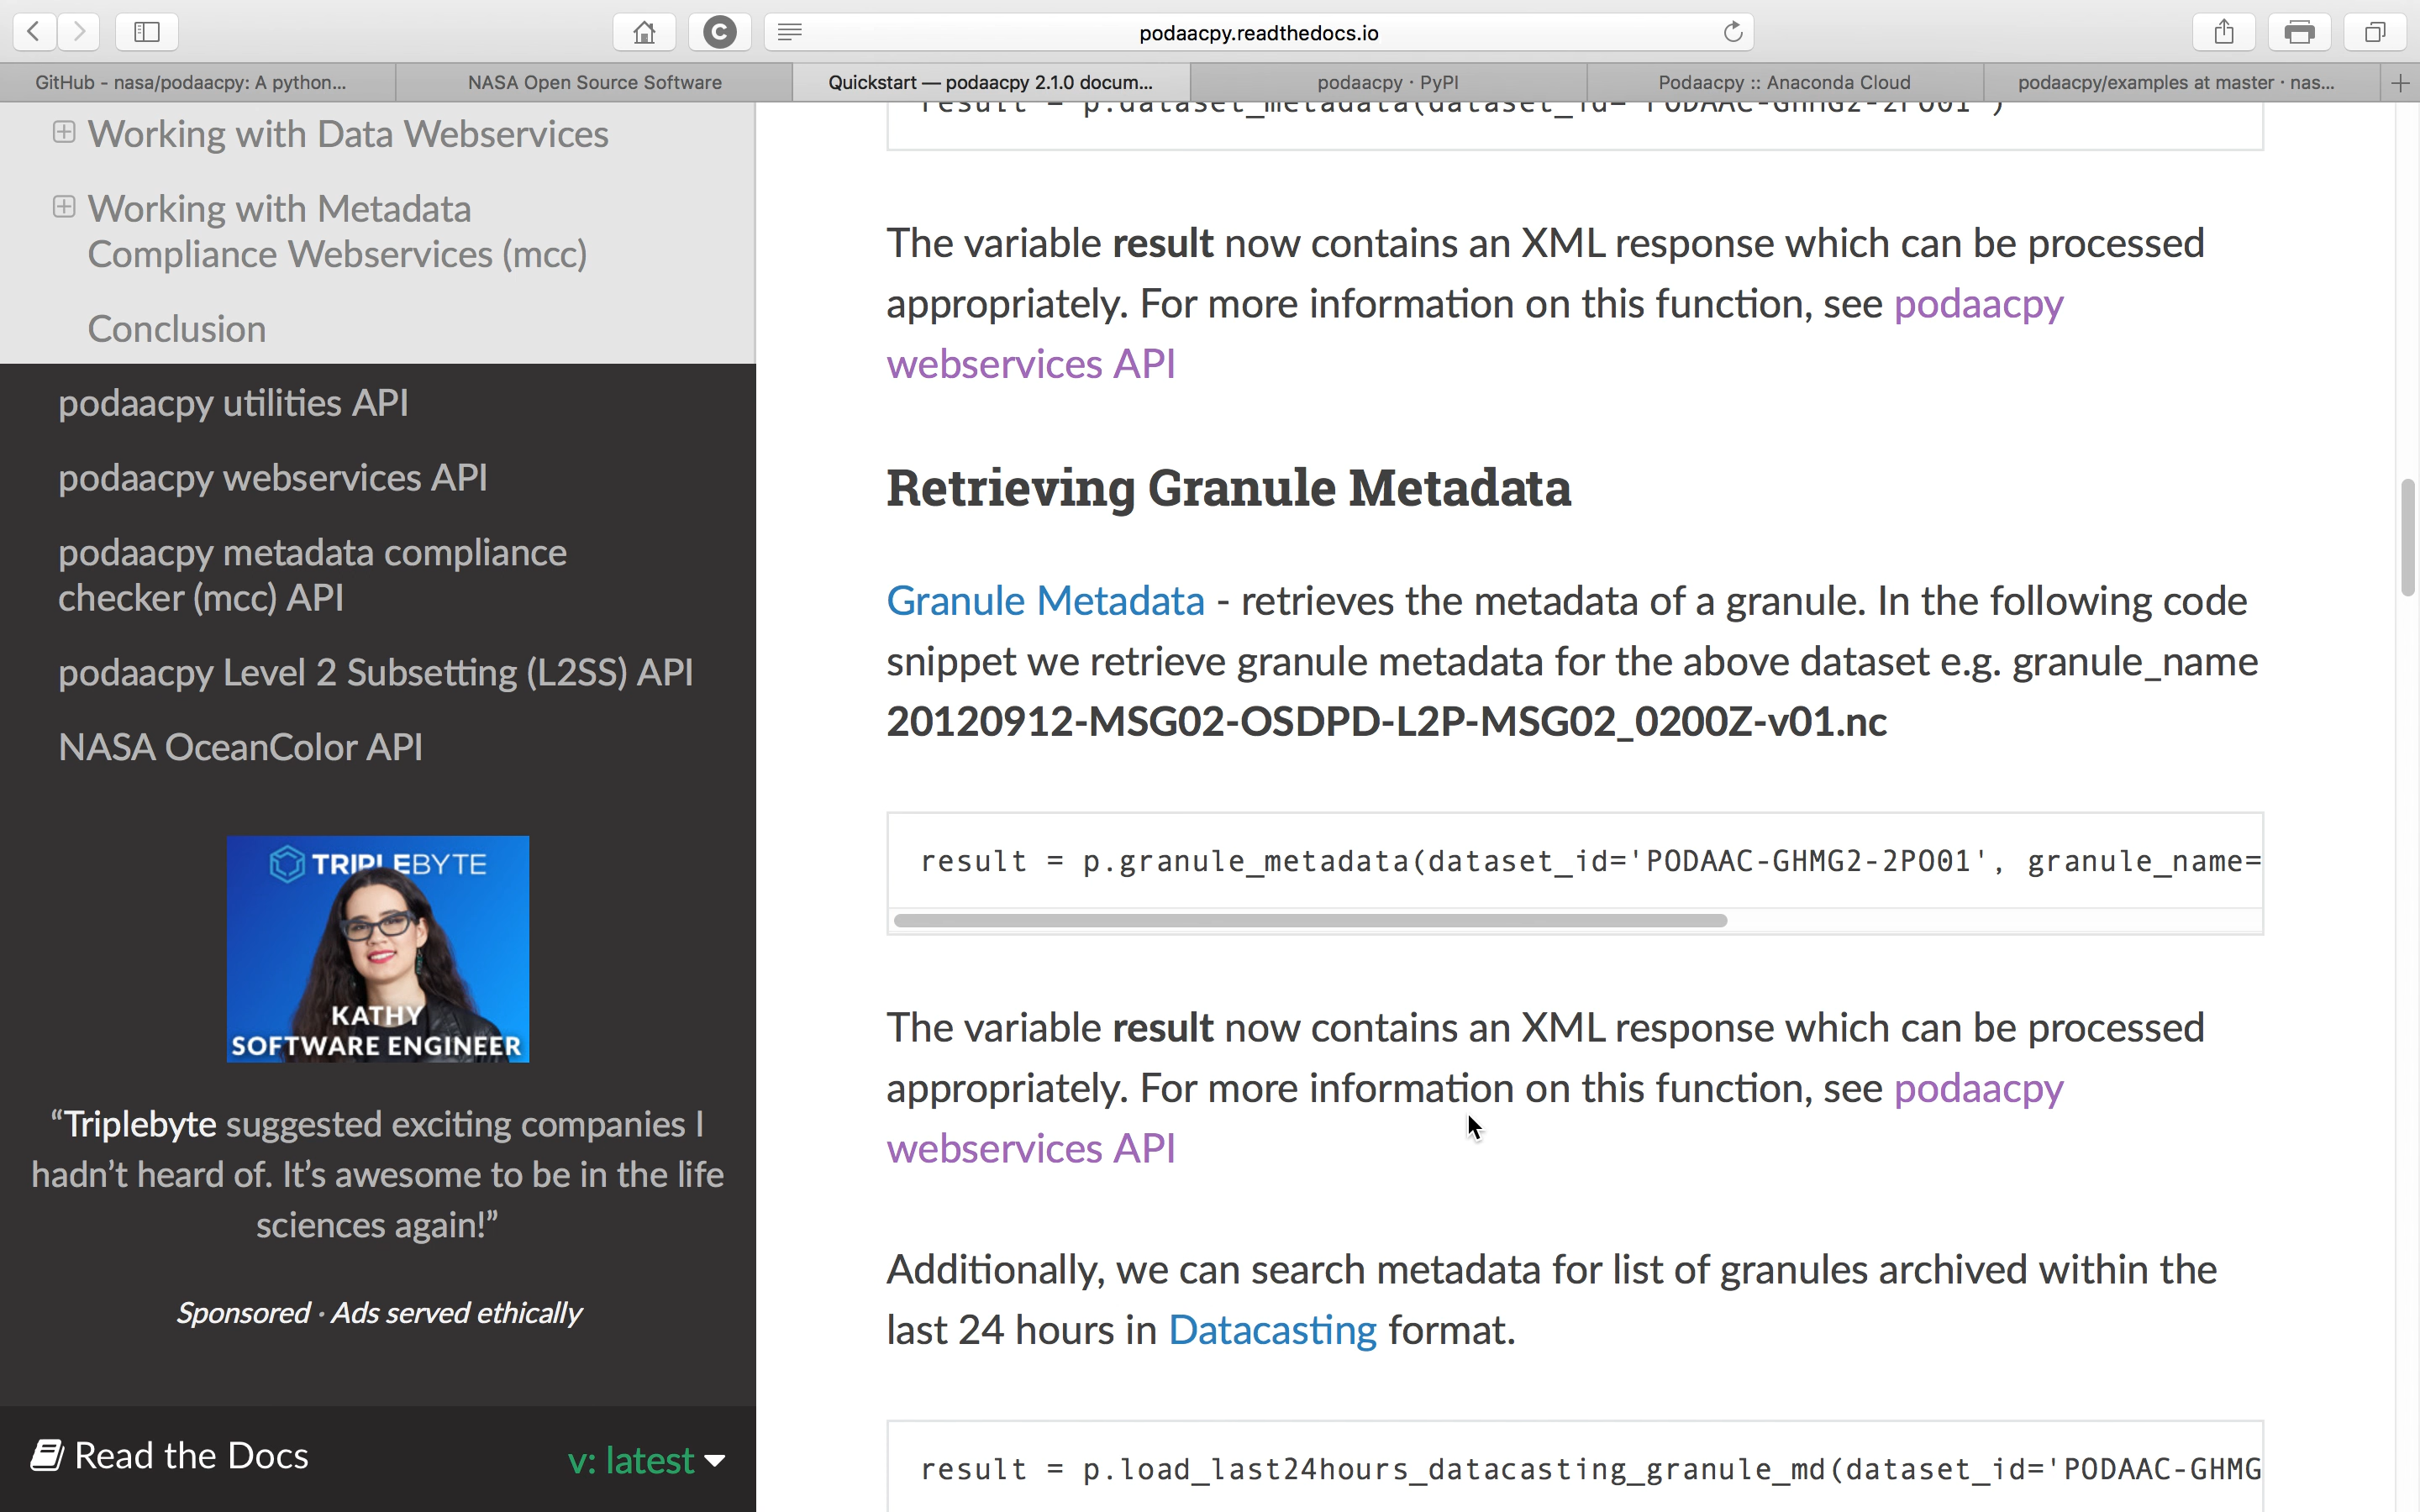 podaacpy.readthedocs.io
GitHub - nasa/podaacpy: A python...
NASA Open Source Software
Quickstart — podaacpy 2.1.0 docum...
podaacpy · PyPI
Podaacpy :: Anaconda Cloud
podaacpy/examples at master · nas...
Working with Data Webservices
Working with Metadata
Compliance Webservices (mcc)
Conclusion
podaacpy utilities API
podaacpy webservices API
podaacpy metadata compliance
checker (mcc) API
podaacpy Level 2 Subsetting (L2SS) API
NASA OceanColor API
TRIPLEBYTE
KATHY
SOFTWARE ENGINEER
“Triplebyte suggested exciting companies I
hadn’t heard of. It’s awesome to be in the life
sciences again!”
Sponsored · Ads served ethically
Read the Docs
v: latest
result = p.dataset_metadata(dataset_id='PODAAC-GHMG2-2PO01')
The variable result now contains an XML response which can be processed
appropriately. For more information on this function, see podaacpy
webservices API
Retrieving Granule Metadata
Granule Metadata - retrieves the metadata of a granule. In the following code
snippet we retrieve granule metadata for the above dataset e.g. granule_name
20120912-MSG02-OSDPD-L2P-MSG02_0200Z-v01.nc
result = p.granule_metadata(dataset_id='PODAAC-GHMG2-2PO01', granule_name=
The variable result now contains an XML response which can be processed
appropriately. For more information on this function, see podaacpy
webservices API
Additionally, we can search metadata for list of granules archived within the
last 24 hours in Datacasting format.
result = p.load_last24hours_datacasting_granule_md(dataset_id='PODAAC-GHMG